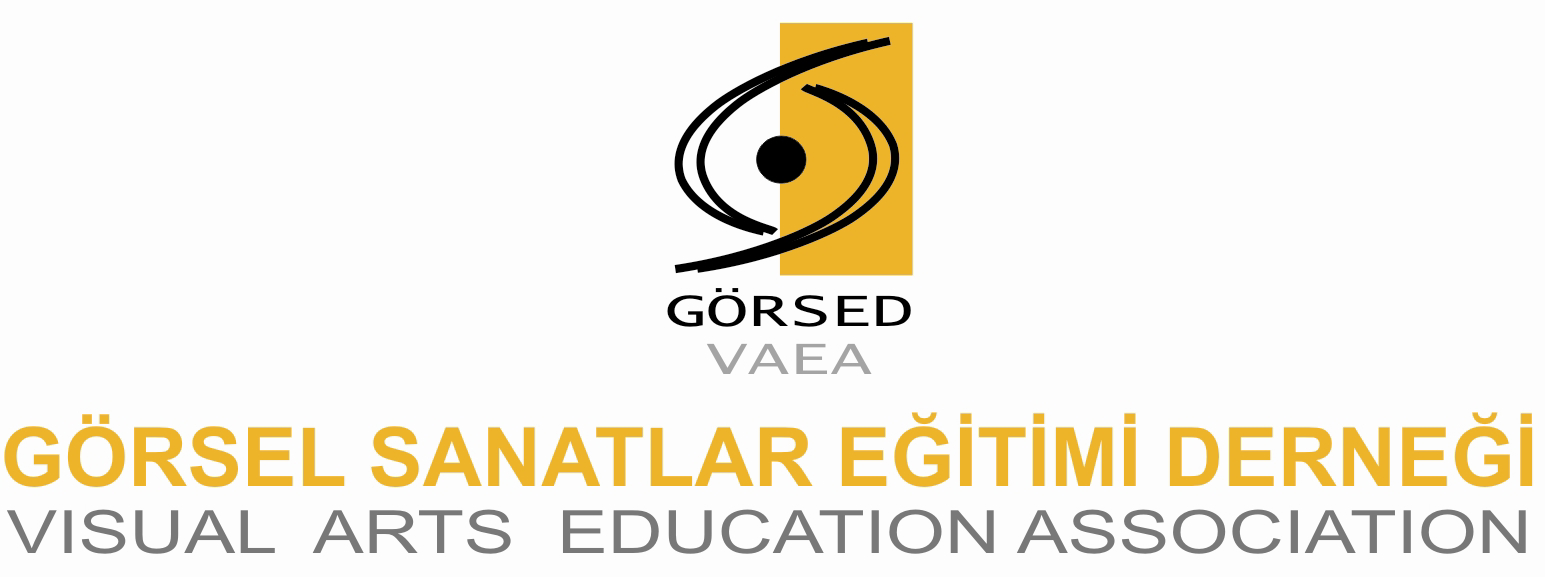 GÖRSED
VAEA
GÖRSEL SANATLAR EĞİTİMİ DERNEĞİ
VISUAL ARTS EDUCATION ASSOCIATION